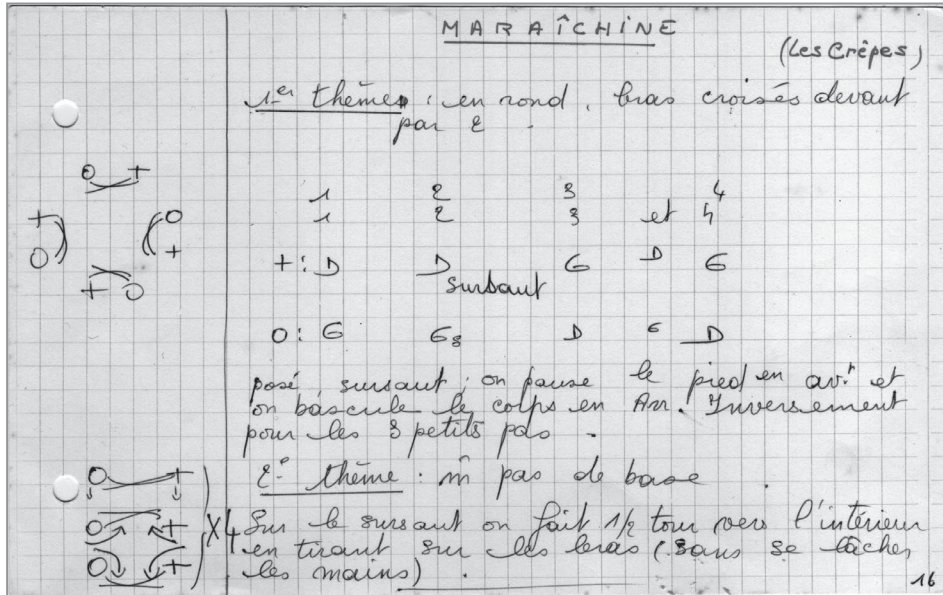 MARAÎCHINE
(Les Crêpes)
1er thème : en rond, bras croisés devant
par 2.
O +
+ O
O +
+ O
1 2 3 4
1 2 3 et 4
+ : D D G D G
sursaut
O : G Gs D G D
posé, sursaut, on pause le pied en avt et
on bascule le corps en Arr. Inversement
pour les 3 petits pas.
2e thème : m̂ pas de base
O +
O + X4
O +
Sur le sursaut on fait 1/2 tour vers l'intérieur
en tirant sur les bras (sans se lâcher
les mains).
16